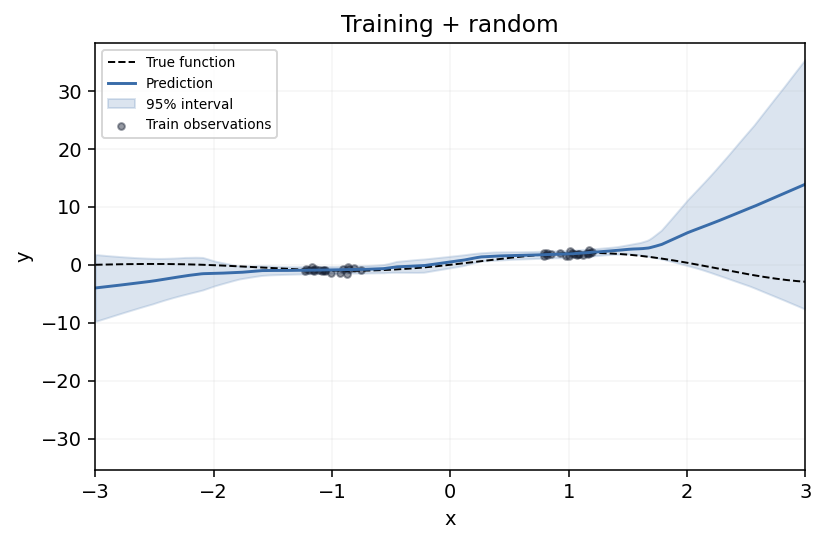 Training + random
True function
Prediction
95% interval
Train observations
30
20
10
0
−10
−20
−30
y
−3
−2
−1
0
1
2
3
x